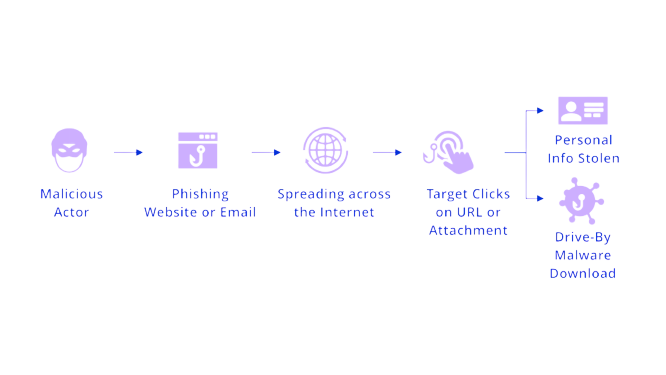 Malicious
Actor
Phishing
Website or Email
Spreading across
the Internet
Target Clicks
on URL or
Attachment
Personal
Info Stolen
Drive-By
Malware
Download